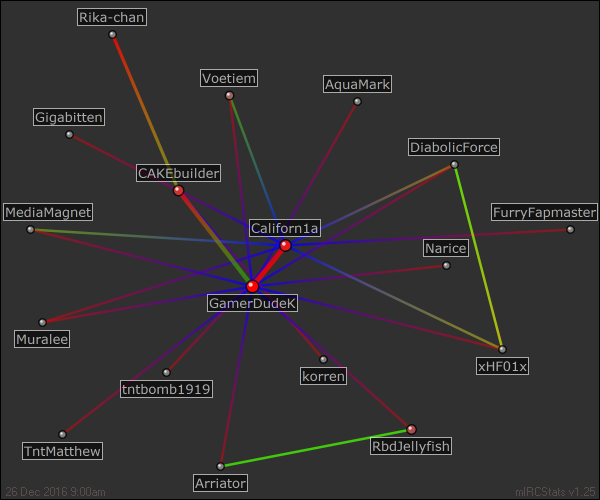 Rika-chan
Voetiem
AquaMark
Gigabitten
DiabolicForce
CAKEbuilder
MediaMagnet
FurryFapmaster
Californ1a
Narice
GamerDudeK
Muralee
xHF01x
korren
tntbomb1919
TntMatthew
RbdJellyfish
Arriator
26 Dec 2016 9:00am
mIRCStats v1.25